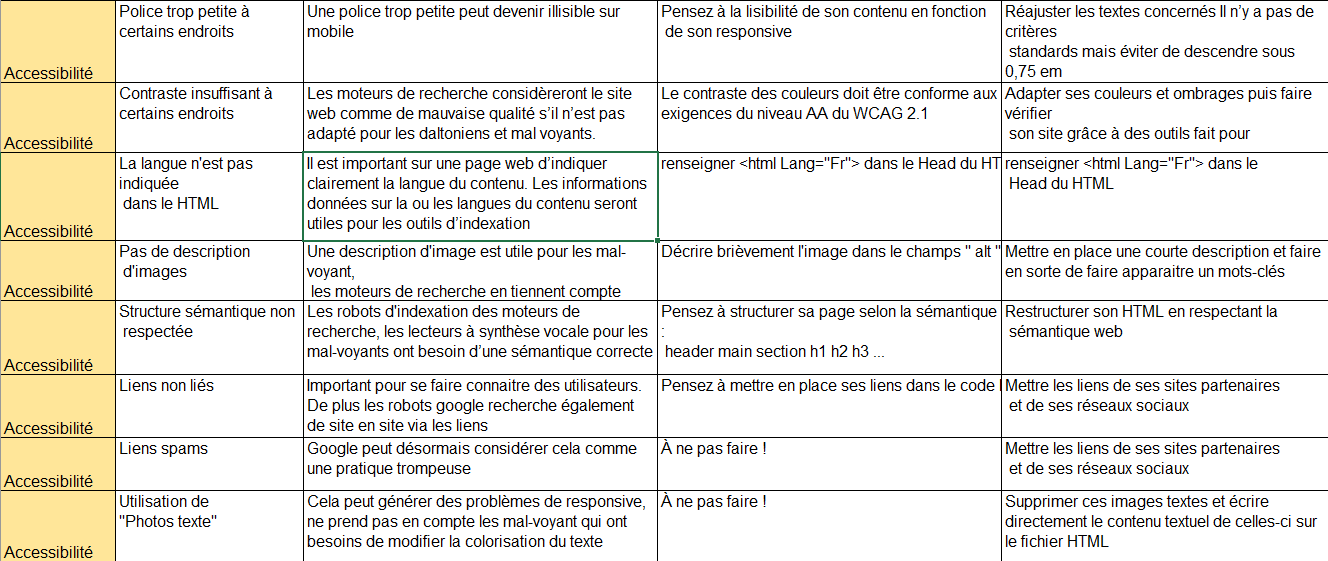 Accessibilité
Police trop petite à
certains endroits
Une police trop petite peut devenir illisible sur
mobile
Pensez à la lisibilité de son contenu en fonction
de son responsive
Réajuster les textes concernés Il n’y a pas de
critères
standards mais éviter de descendre sous
0,75 em
Accessibilité
Contraste insuffisant à
certains endroits
Les moteurs de recherche considèreront le site
web comme de mauvaise qualité s’il n’est pas
adapté pour les daltoniens et mal voyants.
Le contraste des couleurs doit être conforme aux
exigences du niveau AA du WCAG 2.1
Adapter ses couleurs et ombrages puis faire
vérifier
son site grâce à des outils fait pour
Accessibilité
La langue n'est pas
indiquée
dans le HTML
Il est important sur une page web d’indiquer
clairement la langue du contenu. Les informations
données sur la ou les langues du contenu seront
utiles pour les outils d’indexation
renseigner <html Lang="Fr"> dans le Head du HT
renseigner <html Lang="Fr"> dans le
Head du HTML
Accessibilité
Pas de description
d'images
Une description d'image est utile pour les mal-
voyant,
les moteurs de recherche en tiennent compte
Décrire brièvement l'image dans le champs " alt "
Mettre en place une courte description et faire
en sorte de faire apparaitre un mots-clés
Accessibilité
Structure sémantique non
respectée
Les robots d'indexation des moteurs de
recherche, les lecteurs à synthèse vocale pour les
mal-voyants ont besoin d’une sémantique correcte
Pensez à structurer sa page selon la sémantique
:
header main section h1 h2 h3 ...
Restructurer son HTML en respectant la
sémantique web
Accessibilité
Liens non liés
Important pour se faire connaitre des utilisateurs.
De plus les robots google recherche également
de site en site via les liens
Pensez à mettre en place ses liens dans le code
Mettre les liens de ses sites partenaires
et de ses réseaux sociaux
Accessibilité
Liens spams
Google peut désormais considérer cela comme
une pratique trompeuse
À ne pas faire !
Mettre les liens de ses sites partenaires
et de ses réseaux sociaux
Accessibilité
Utilisation de
"Photos texte"
Cela peut générer des problèmes de responsive,
ne prend pas en compte les mal-voyant qui ont
besoins de modifier la colorisation du texte
À ne pas faire !
Supprimer ces images textes et écrire
directement le contenu textuel de celles-ci sur
le fichier HTML